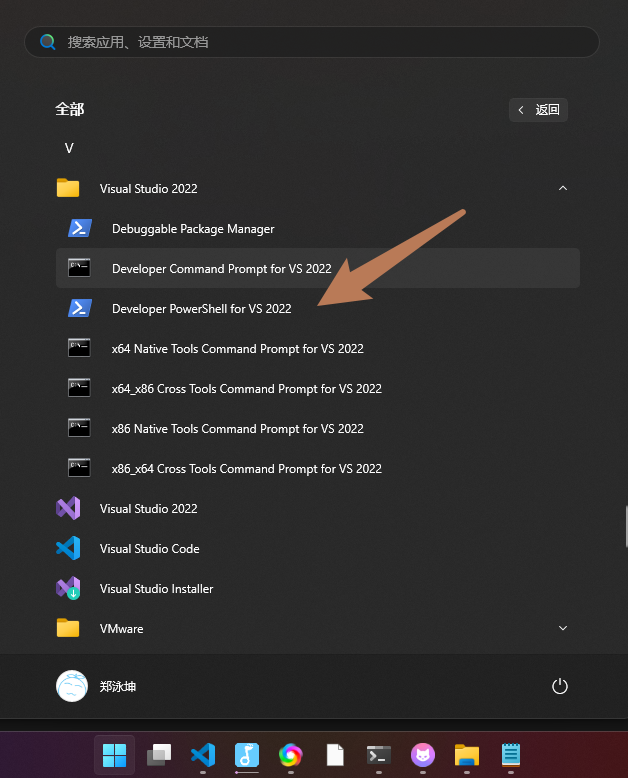 搜索应用、设置和文档
全部
返回
V
Visual Studio 2022
Debuggable Package Manager
Developer Command Prompt for VS 2022
Developer PowerShell for VS 2022
x64 Native Tools Command Prompt for VS 2022
x64_x86 Cross Tools Command Prompt for VS 2022
x86 Native Tools Command Prompt for VS 2022
x86_x64 Cross Tools Command Prompt for VS 2022
Visual Studio 2022
Visual Studio Code
Visual Studio Installer
VMware
郑泳坤